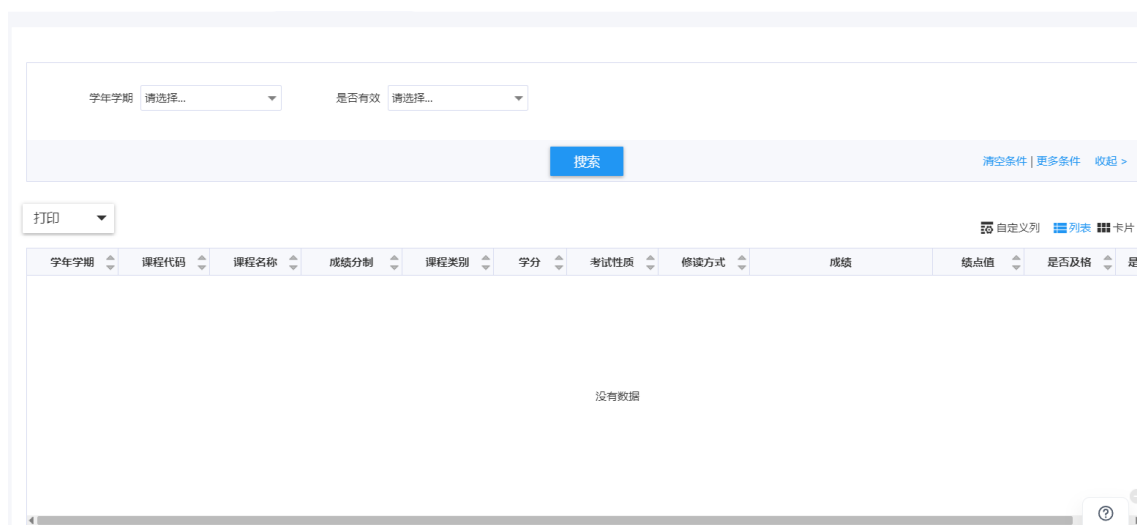 学年学期 请选择... 是否有效 请选择...
搜索 清空条件 | 更多条件 收起 >
打印
自定义列 列表 卡片
学年学期 课程代码 课程名称 成绩分制 课程类别 学分 考试性质 修读方式 成绩 绩点值 是否及格 是
没有数据